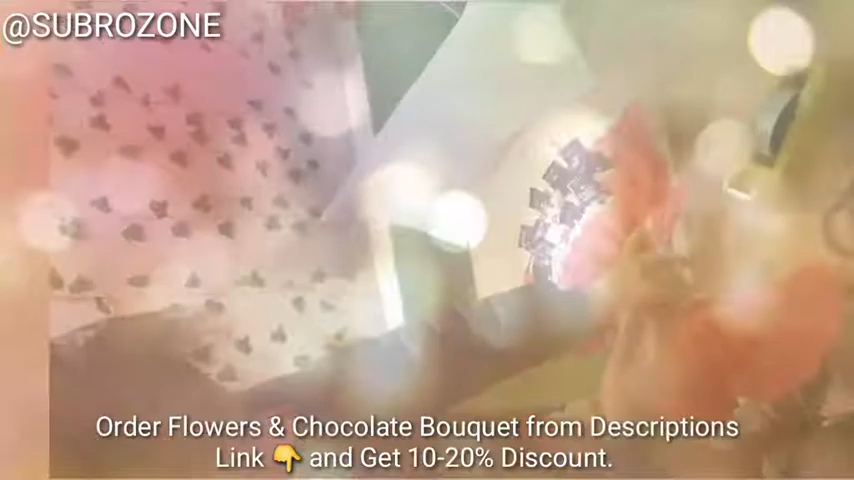 @SUBROZONE
Order Flowers & Chocolate Bouquet from Descriptions
Link 👇 and Get 10-20% Discount.